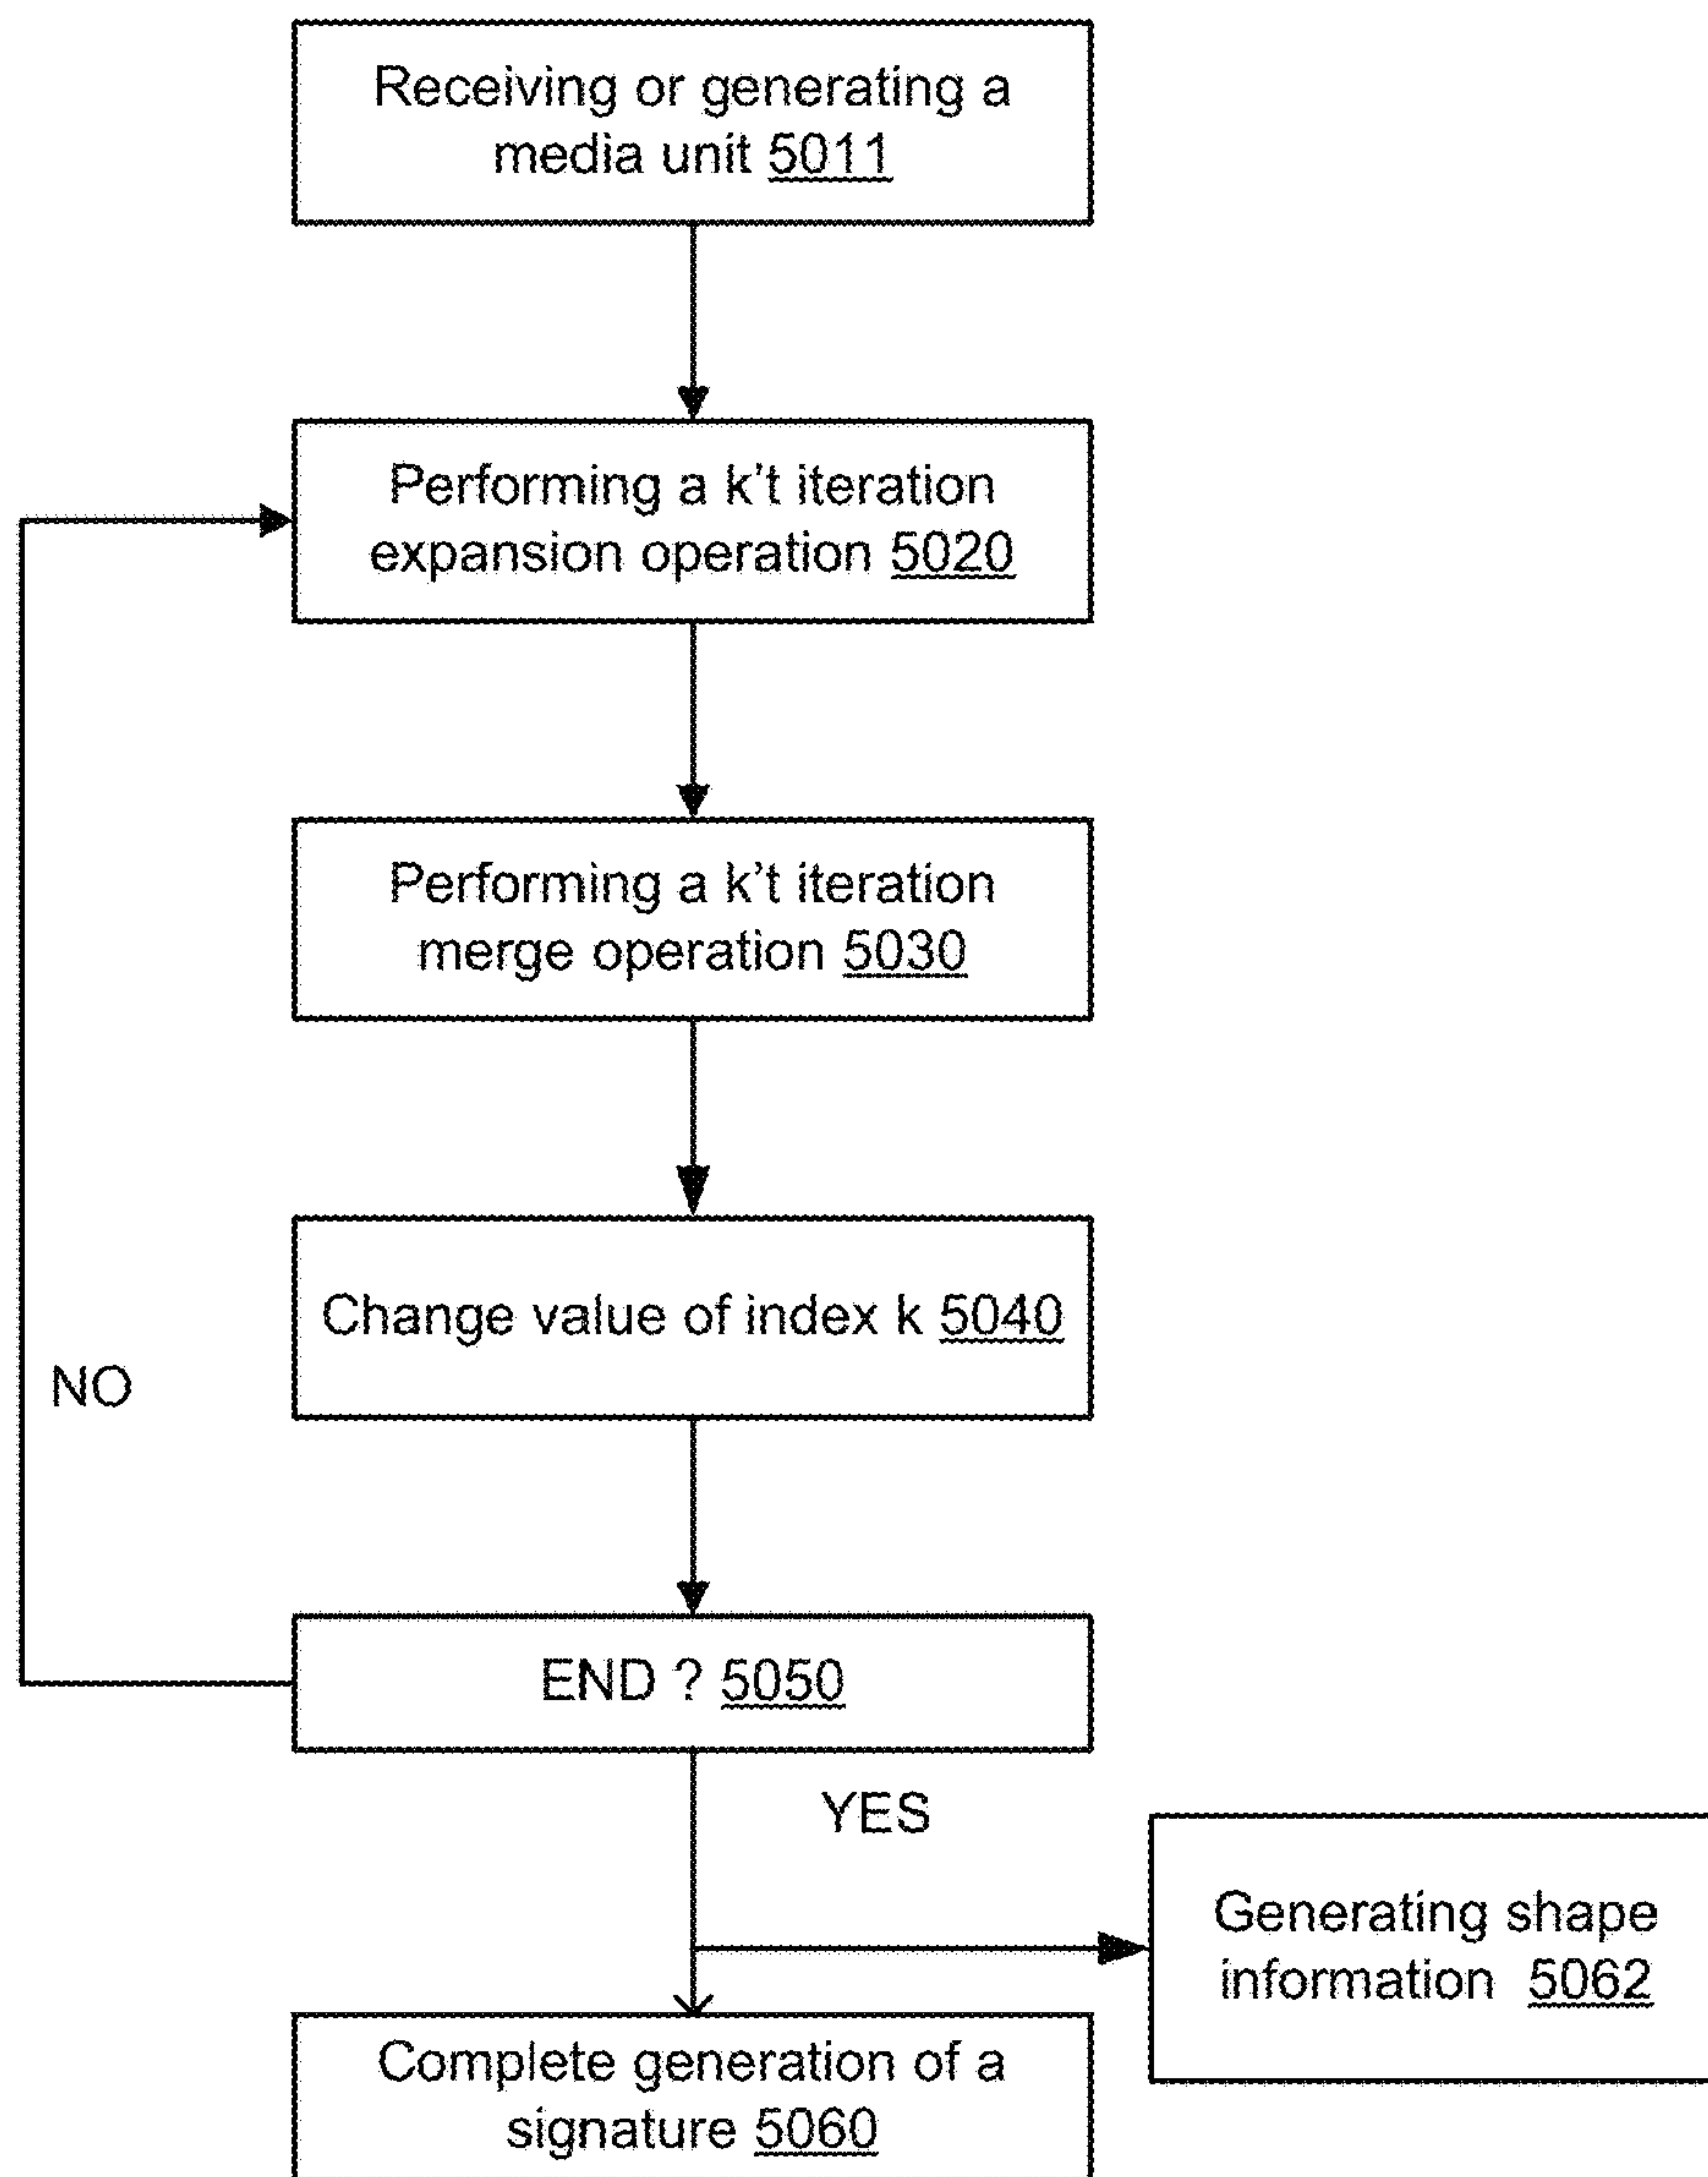 Receiving or generating a
media unit 5011
Performing a k't iteration
expansion operation 5020
Performing a k't iteration
merge operation 5030
Change value of index k 5040
NO
END ? 5050
YES
Generating shape
information 5062
Complete generation of a
signature 5060